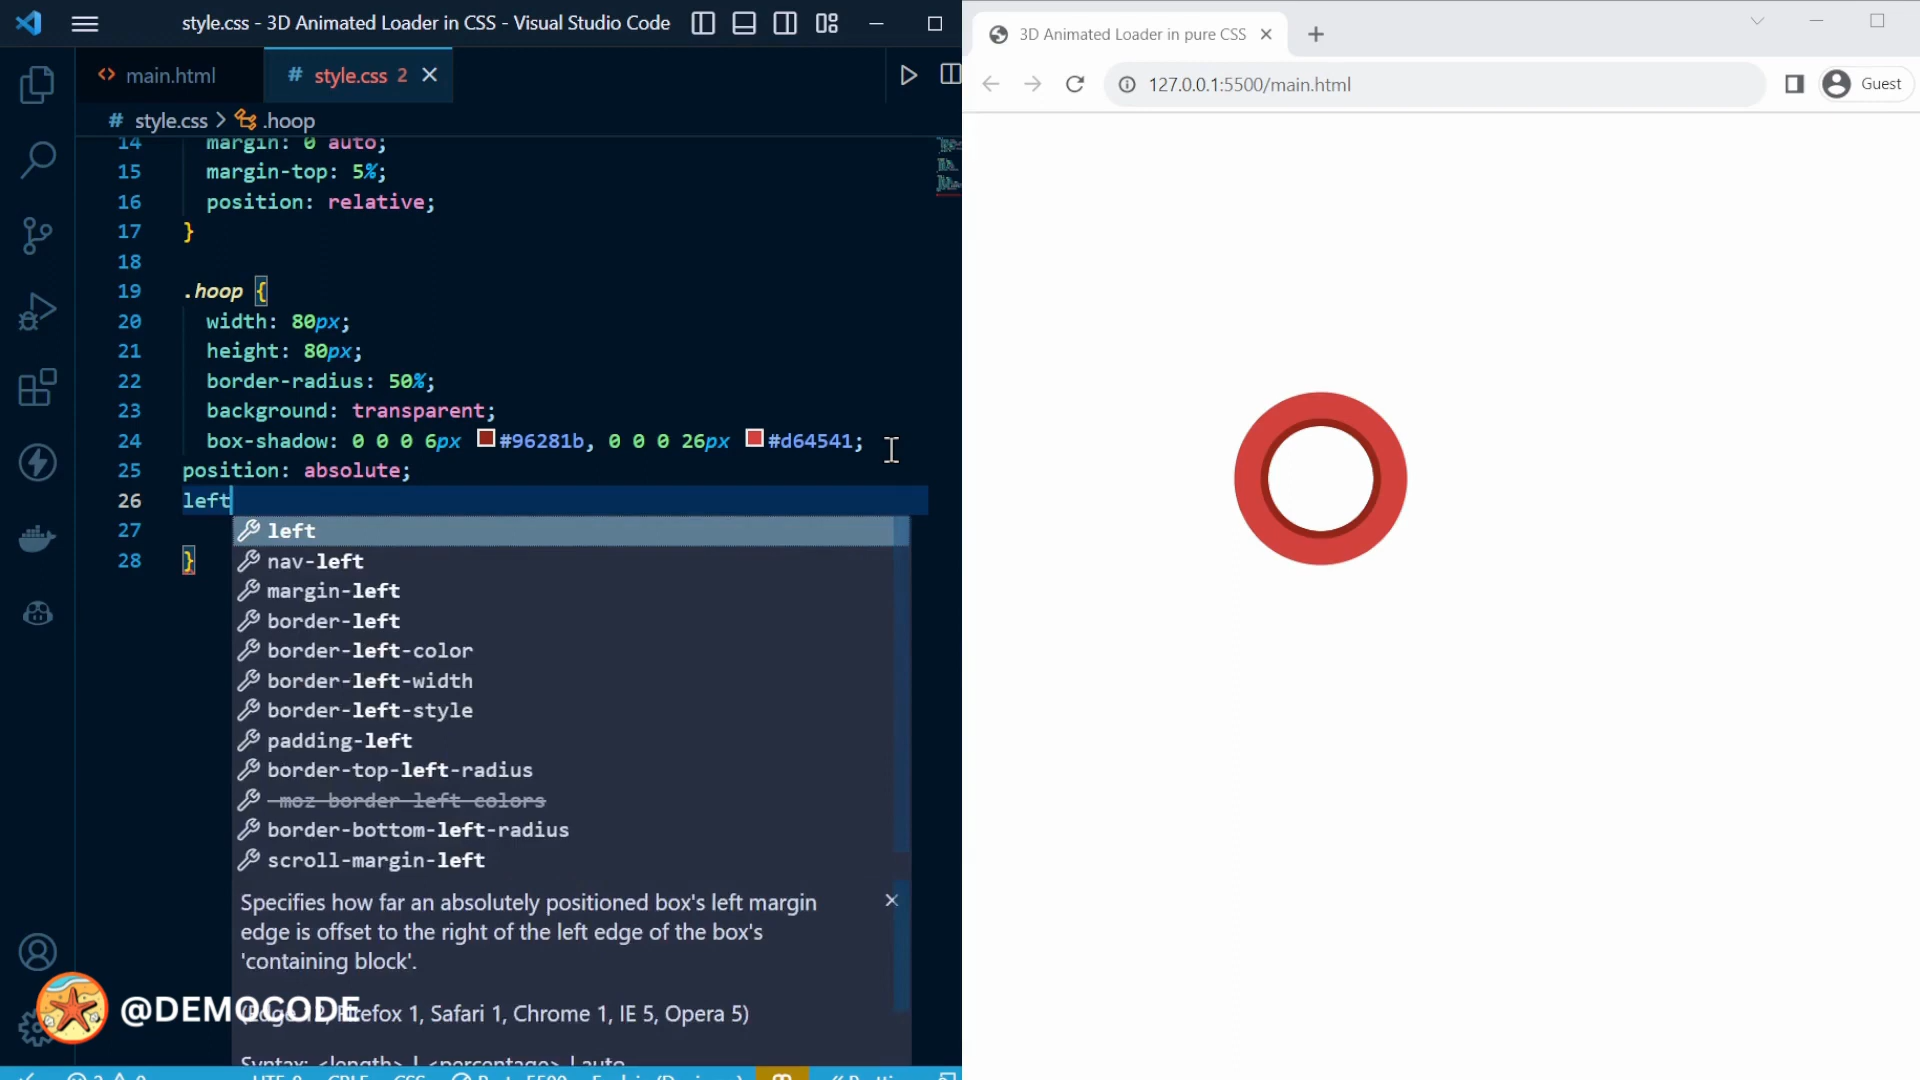 style.css - 3D Animated Loader in CSS - Visual Studio Code
main.html
# style.css 2
# style.css > .hoop
14 margin: 0 auto;
15 margin-top: 5%;
16 position: relative;
17 }
18
19 .hoop {
20 width: 80px;
21 height: 80px;
22 border-radius: 50%;
23 background: transparent;
24 box-shadow: 0 0 0 6px #96281b, 0 0 0 26px #d64541;
25 position: absolute;
26 left
27
28 }
left
nav-left
margin-left
border-left
border-left-color
border-left-width
border-left-style
padding-left
border-top-left-radius
-moz-border-left-colors
border-bottom-left-radius
scroll-margin-left
Specifies how far an absolutely positioned box's left margin
edge is offset to the right of the left edge of the box's
'containing block'.
(Edge 12, Firefox 1, Safari 1, Chrome 1, IE 5, Opera 5)
Syntax: <length> | <percentage> | auto
@DEMOCODE
3D Animated Loader in pure CSS
127.0.0.1:5500/main.html
Guest